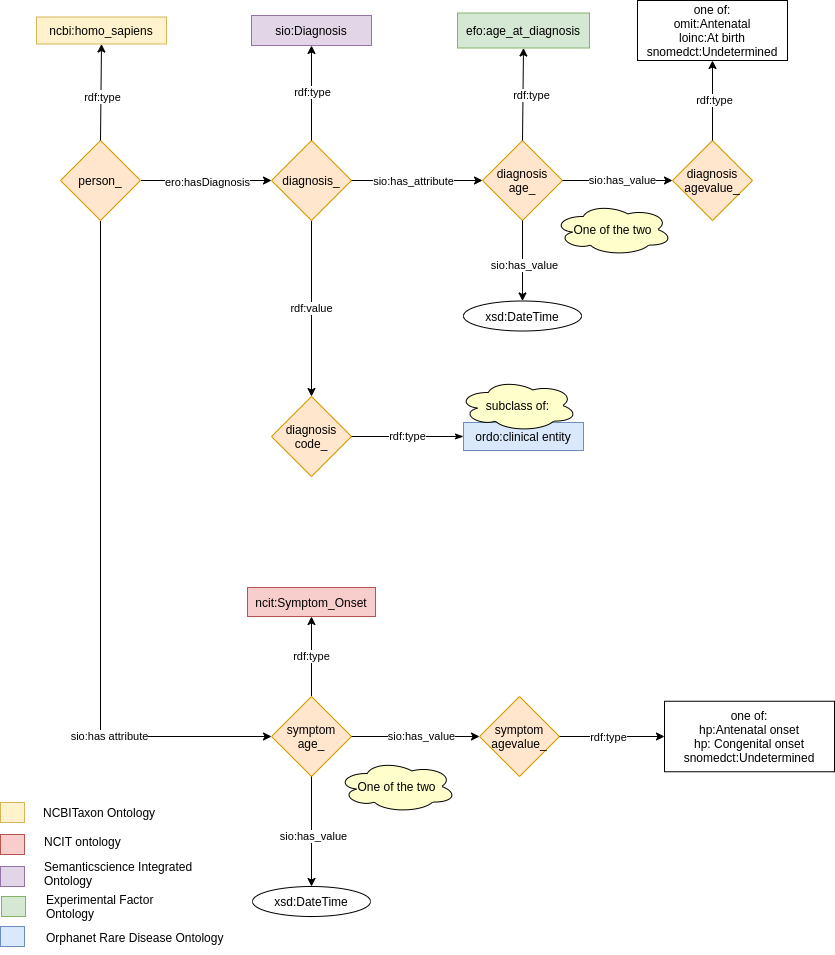 ncbi:homo_sapiens
sio:Diagnosis
efo:age_at_diagnosis
one of:
omit:Antenatal
loinc:At birth
snomedct:Undetermined
rdf:type
rdf:type
rdf:type
rdf:type
person_
ero:hasDiagnosis
diagnosis_
sio:has_attribute
diagnosis
age_
sio:has_value
diagnosis
agevalue_
One of the two
sio:has_value
rdf:value
xsd:DateTime
subclass of:
diagnosis
code_
rdf:type
ordo:clinical entity
ncit:Symptom_Onset
rdf:type
sio:has attribute
symptom
age_
sio:has_value
symptom
agevalue_
rdf:type
one of:
hp:Antenatal onset
hp: Congenital onset
snomedct:Undetermined
One of the two
sio:has_value
xsd:DateTime
NCBITaxon Ontology
NCIT ontology
Semanticscience Integrated
Ontology
Experimental Factor
Ontology
Orphanet Rare Disease Ontology